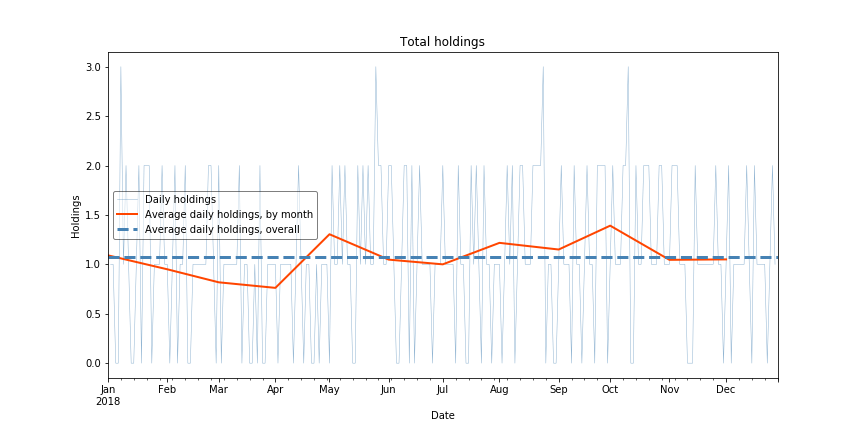 Total holdings
Holdings
3.0
2.5
2.0
1.5
1.0
0.5
0.0
Daily holdings
Average daily holdings, by month
Average daily holdings, overall
Jan Feb Mar Apr May Jun Jul Aug Sep Oct Nov Dec
2018
Date